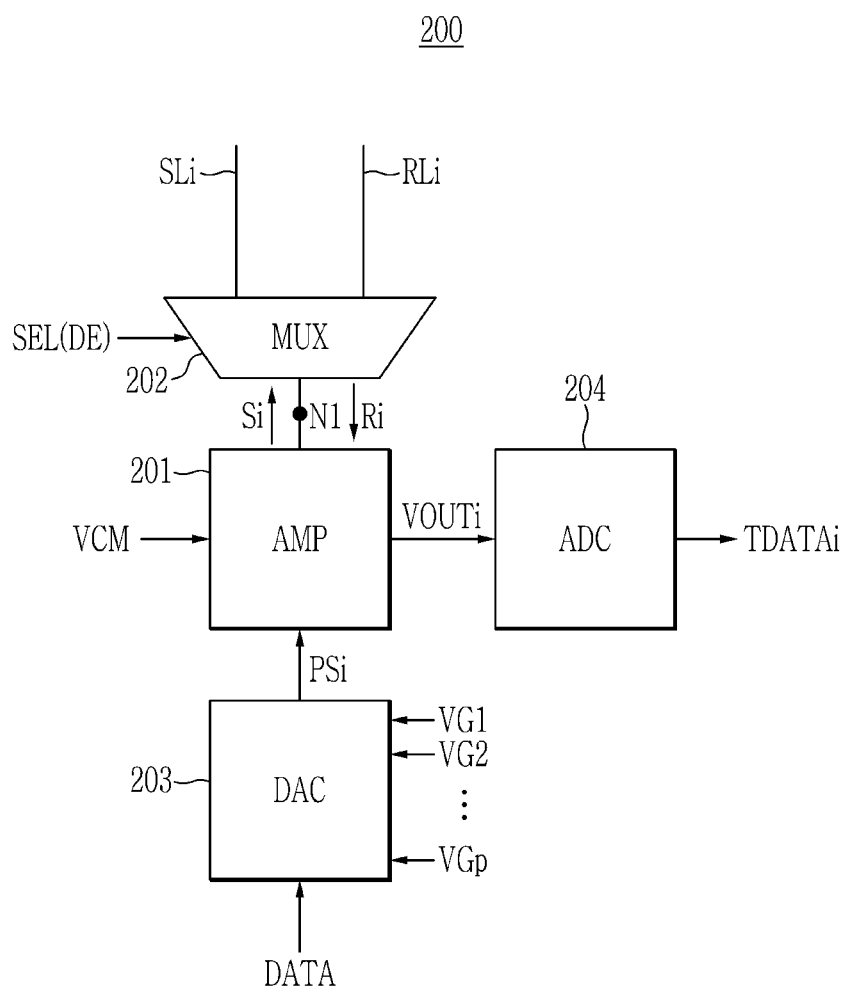 200
SLi
RLi
SEL(DE)
MUX
202
Si
N1
Ri
204
201
VCM
AMP
VOUTi
ADC
TDATAi
PSi
VG1
VG2
203
DAC
⋮
VGp
DATA